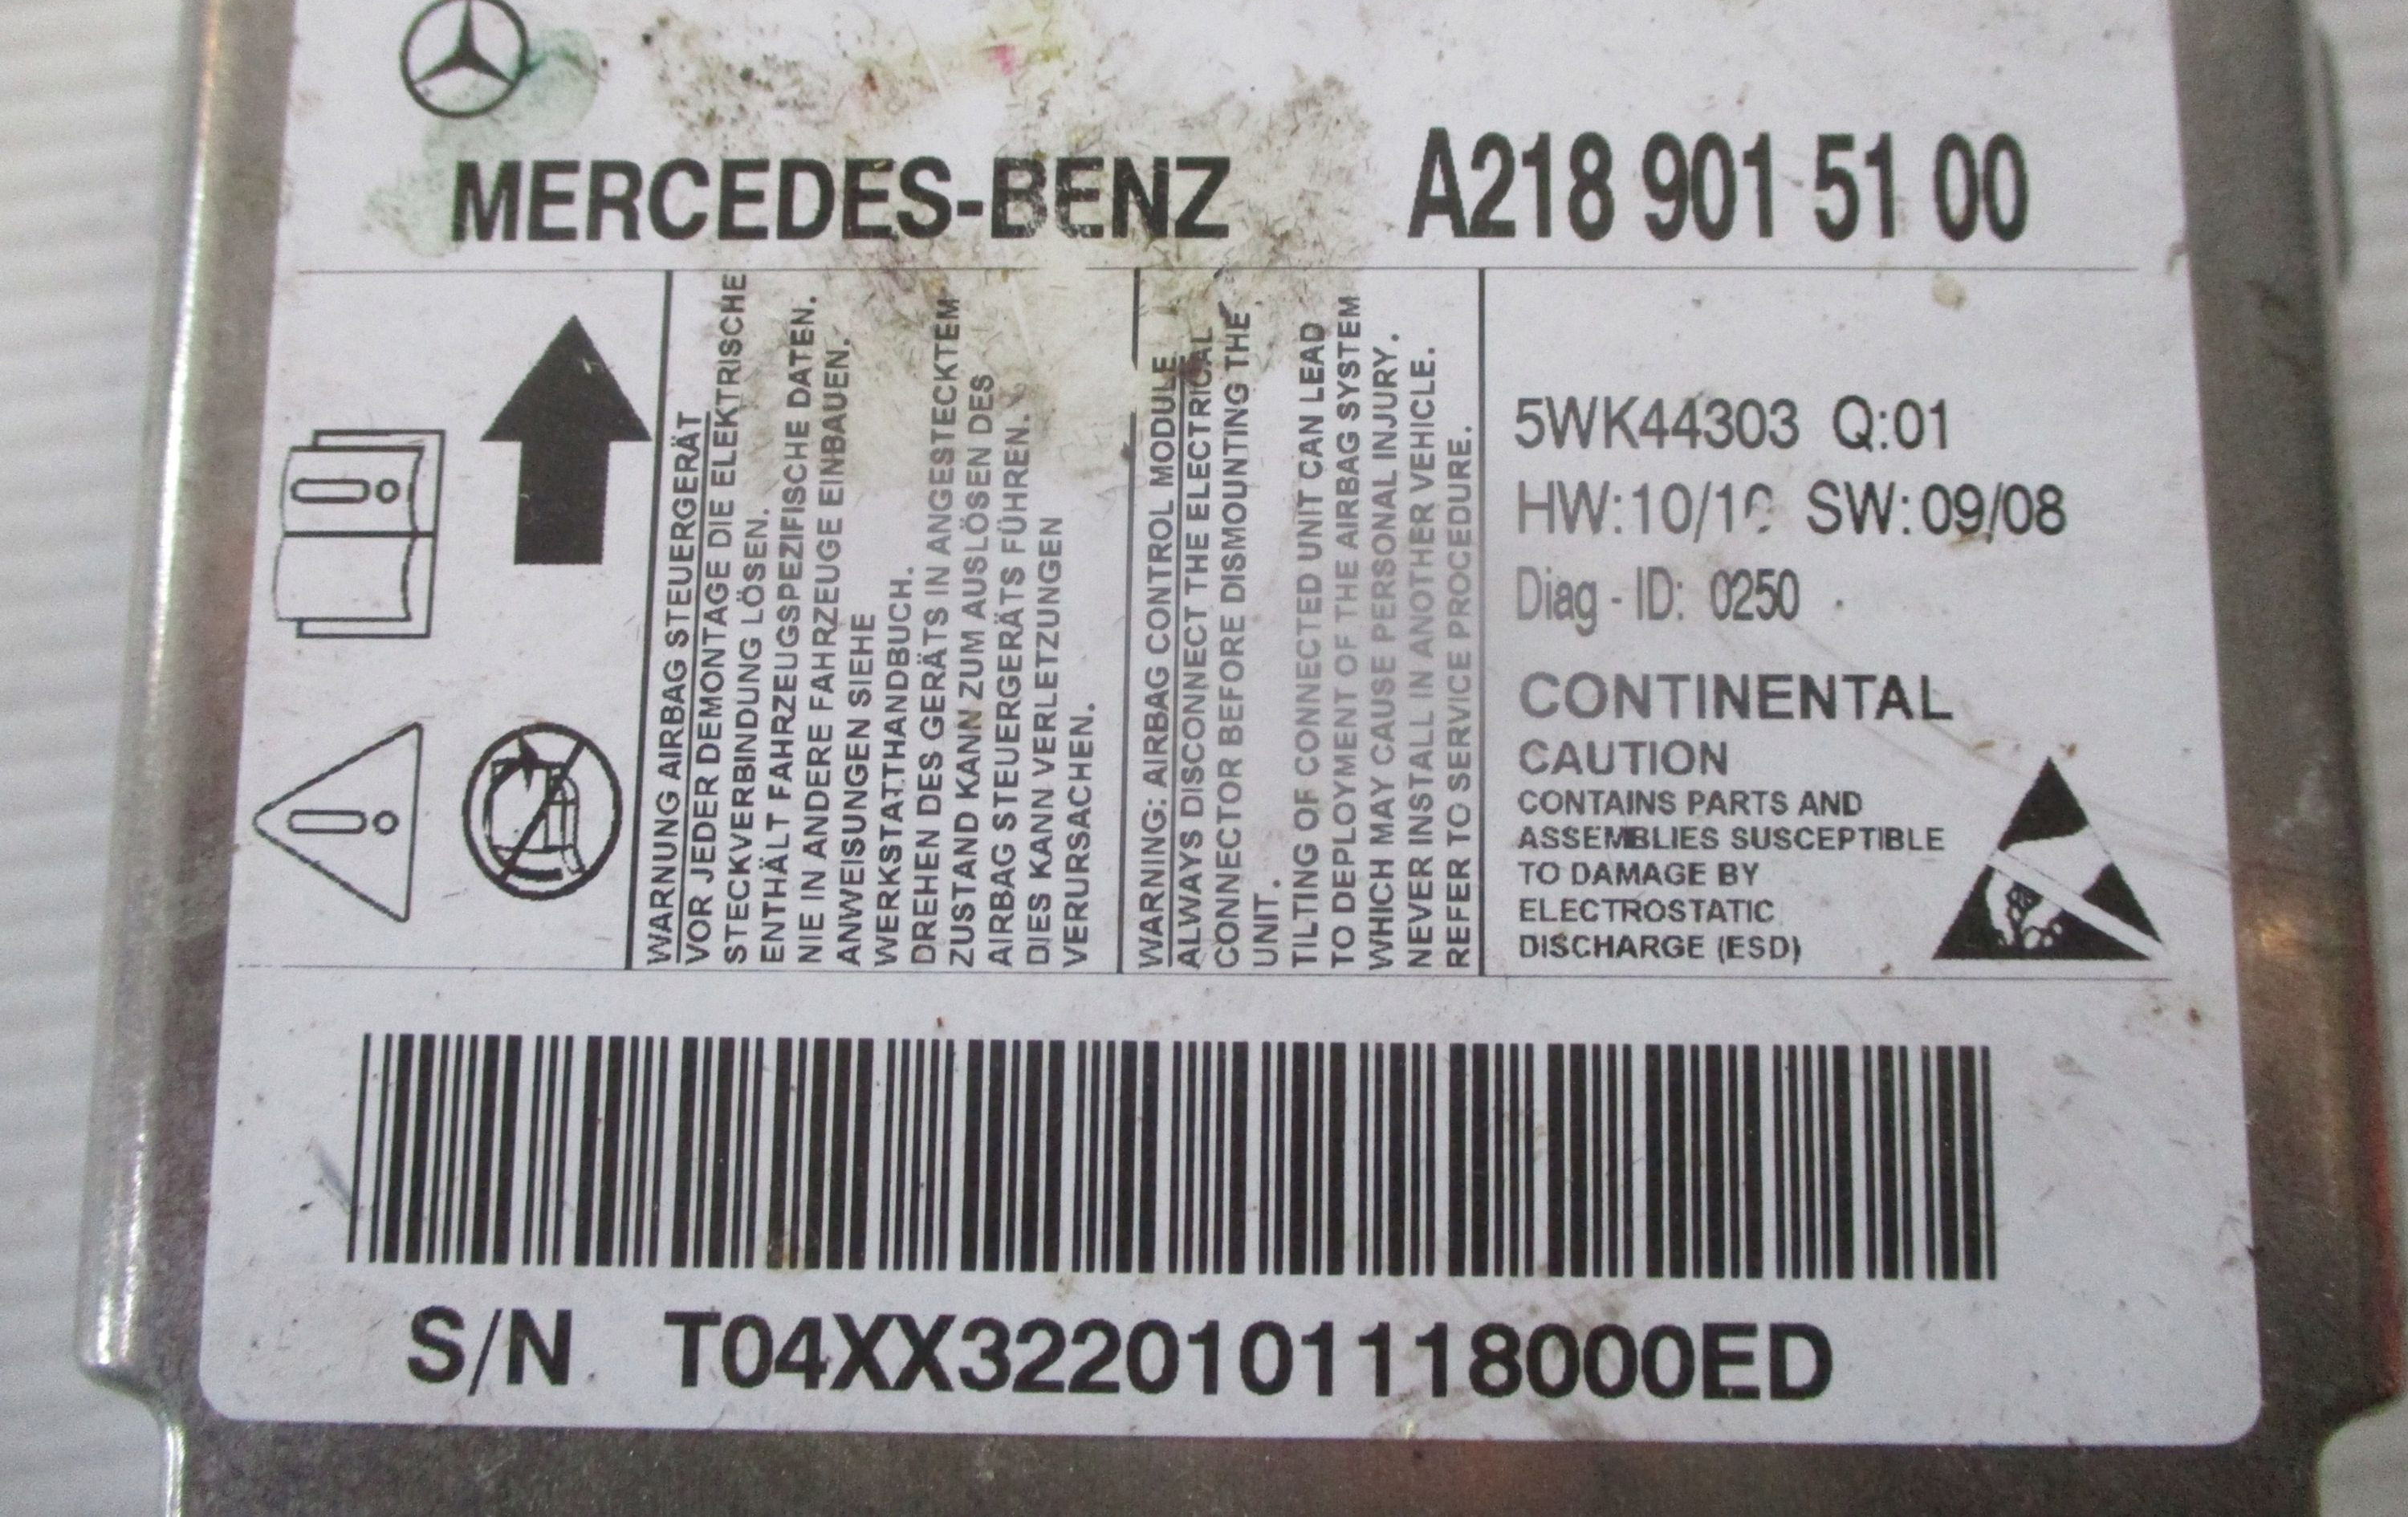 MERCEDES-BENZ A218 901 51 00
WARNUNG AIRBAG STEUERGERÄT
VOR JEDER DEMONTAGE DIE ELEKTRISCHE
STECKVERBINDUNG LÖSEN.
ENTHÄLT FAHRZEUGSPEZIFISCHE DATEN.
NIE IN ANDERE FAHRZEUGE EINBAUEN.
ANWEISUNGEN SIEHE
WERKSTATTHANDBUCH.
DREHEN DES GERÄTS IN ANGESTECKTEM
ZUSTAND KANN ZUM AUSLÖSEN DES
AIRBAG STEUERGERÄTS FÜHREN.
DIES KANN VERLETZUNGEN
VERURSACHEN.
WARNING: AIRBAG CONTROL MODULE
ALWAYS DISCONNECT THE ELECTRICAL
CONNECTOR BEFORE DISMOUNTING THE
UNIT.
TILTING OF CONNECTED UNIT CAN LEAD
TO DEPLOYMENT OF THE AIRBAG SYSTEM
WHICH MAY CAUSE PERSONAL INJURY.
NEVER INSTALL IN ANOTHER VEHICLE.
REFER TO SERVICE PROCEDURE.
5WK44303 Q:01
HW: SW:09/08
Diag - ID: 0250
CONTINENTAL
CAUTION
CONTAINS PARTS AND
ASSEMBLIES SUSCEPTIBLE
TO DAMAGE BY
ELECTROSTATIC
DISCHARGE (ESD)
S/N T04XX3220101118000ED